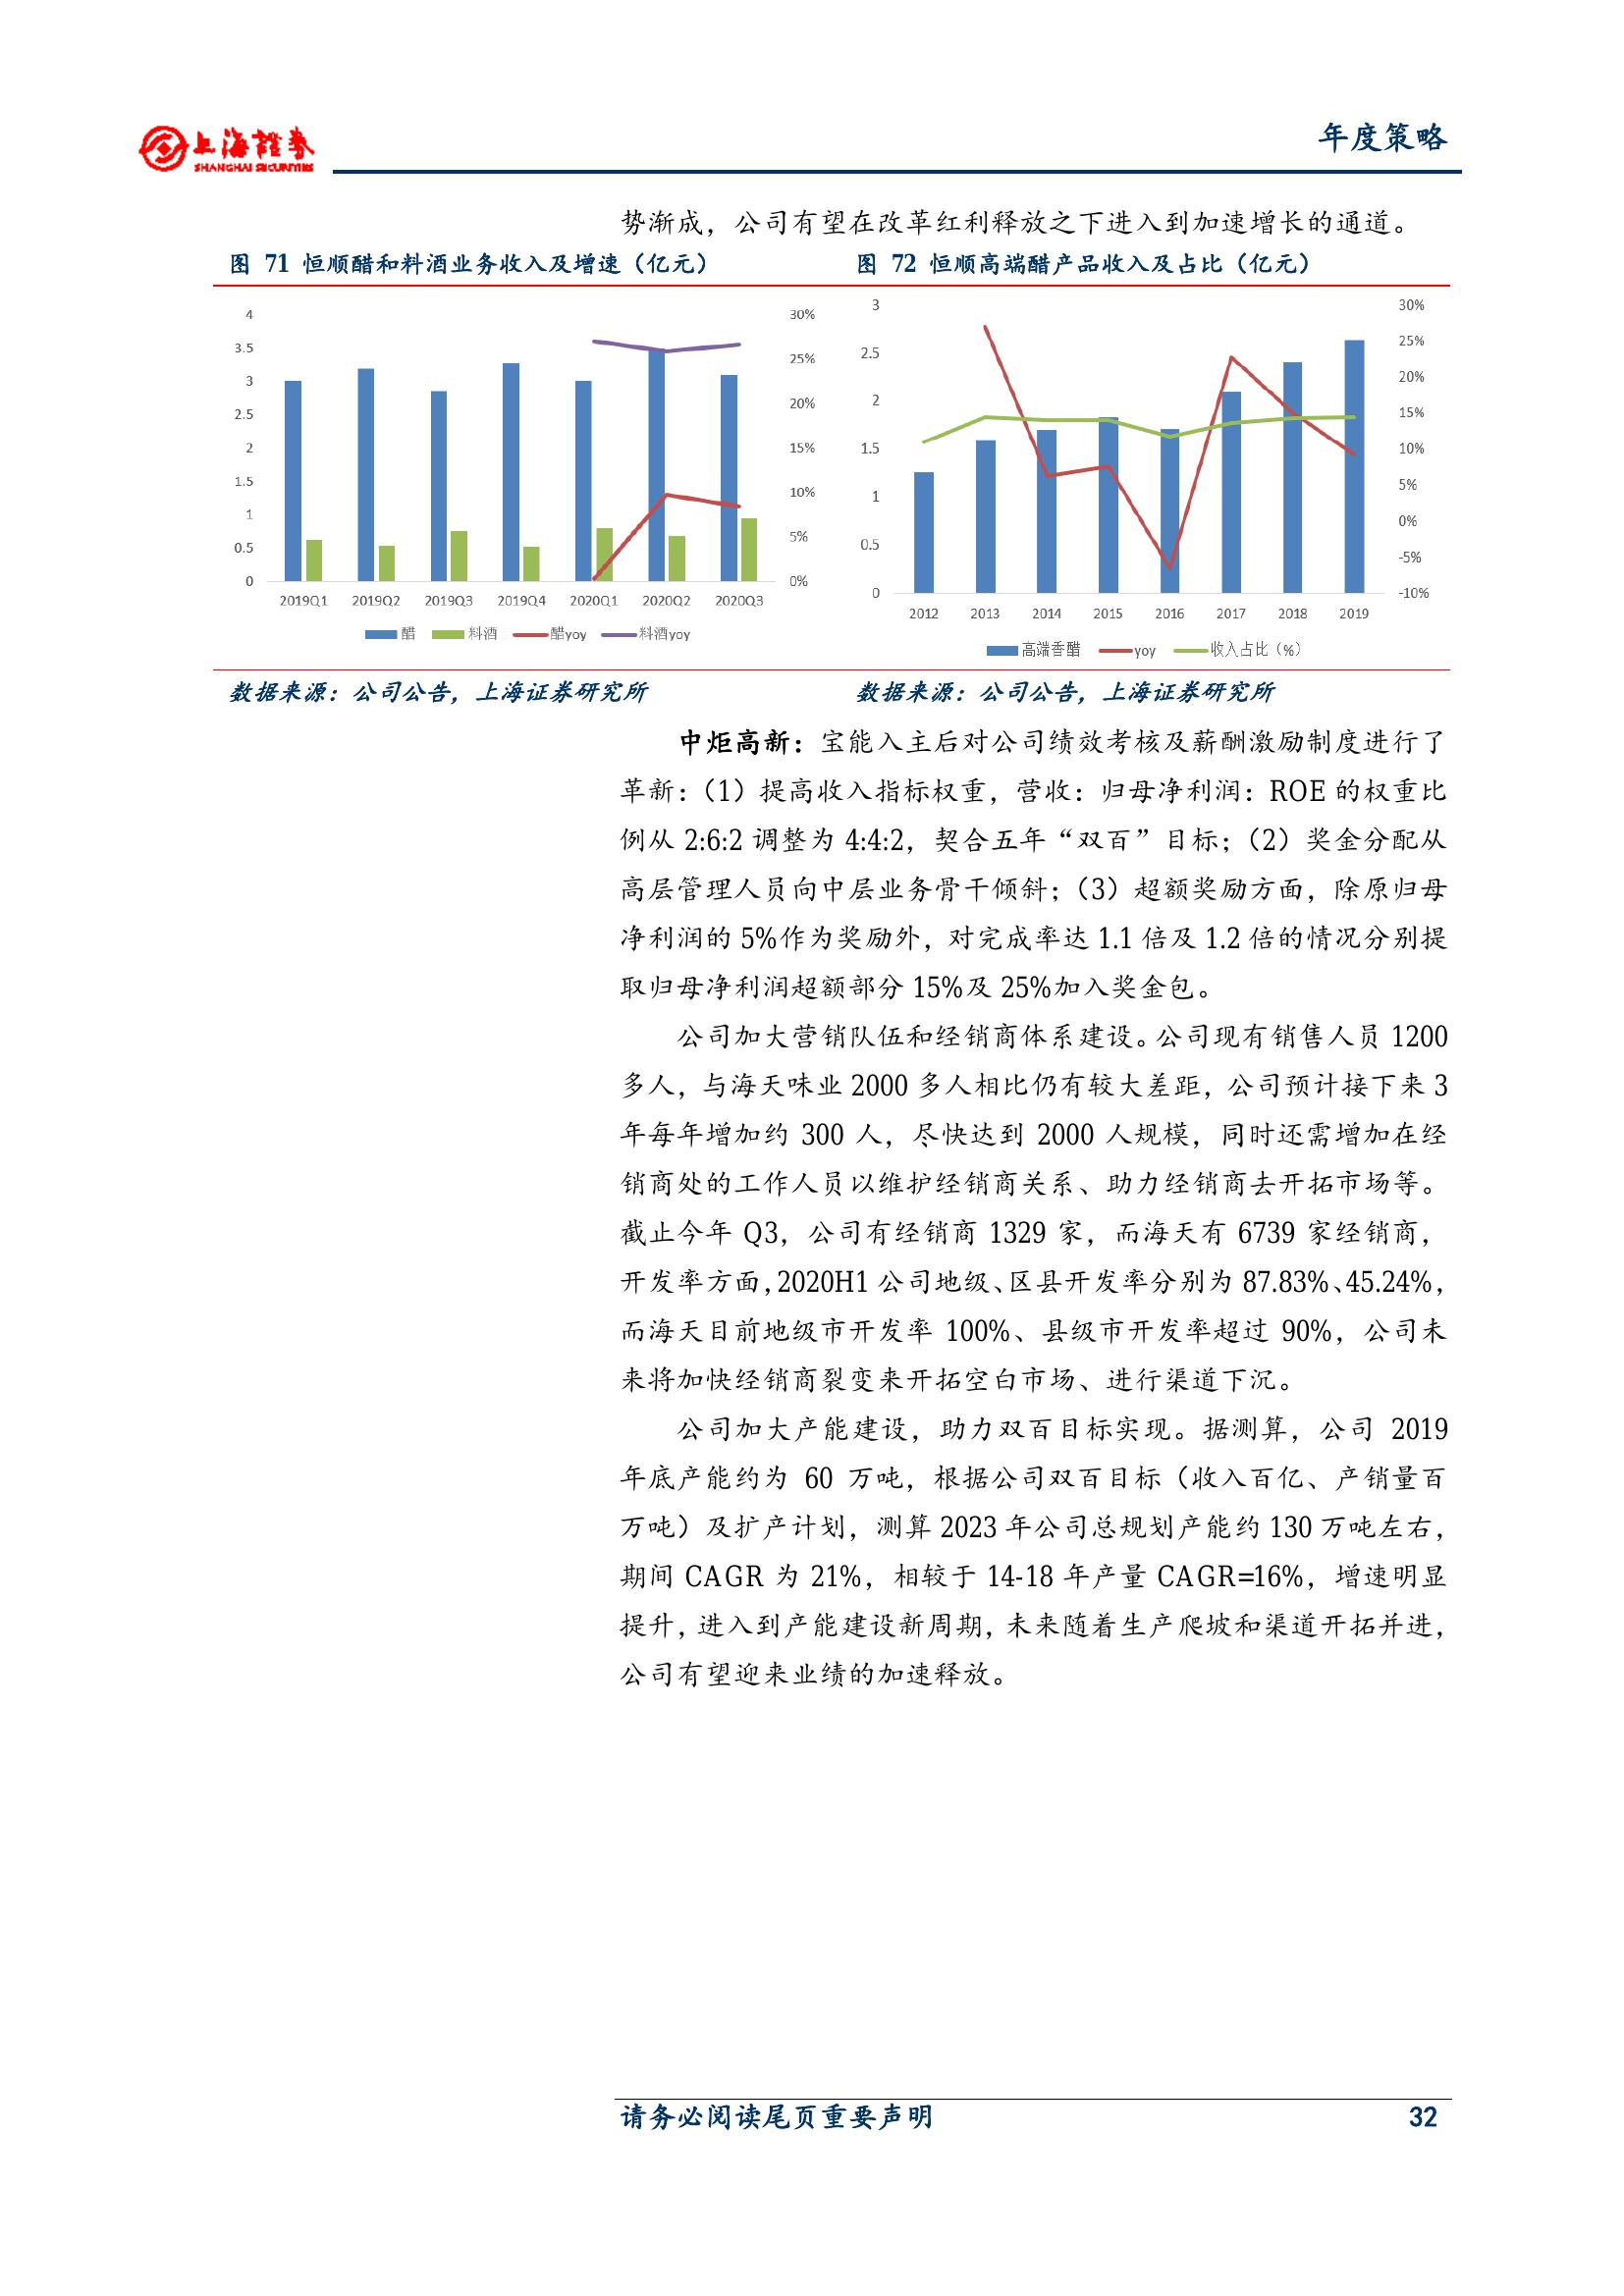 上海證券
SHANGHAI SECURITIES
年度策略
势渐成，公司有望在改革红利释放之下进入到加速增长的通道。
图 71 恒顺醋和料酒业务收入及增速（亿元）
图 72 恒顺高端醋产品收入及占比（亿元）
4
3.5
3
2.5
2
1.5
1
0.5
0
30%
25%
20%
15%
10%
5%
0%
2019Q1 2019Q2 2019Q3 2019Q4 2020Q1 2020Q2 2020Q3
醋 料酒 醋yoy 料酒yoy
3
2.5
2
1.5
1
0.5
0
30%
25%
20%
15%
10%
5%
0%
-5%
-10%
2012 2013 2014 2015 2016 2017 2018 2019
高端香醋 yoy 收入占比（%）
数据来源：公司公告，上海证券研究所
数据来源：公司公告，上海证券研究所
中炬高新：宝能入主后对公司绩效考核及薪酬激励制度进行了
革新：（1）提高收入指标权重，营收：归母净利润：ROE 的权重比
例从 2:6:2 调整为 4:4:2，契合五年“双百”目标；（2）奖金分配从
高层管理人员向中层业务骨干倾斜；（3）超额奖励方面，除原归母
净利润的 5%作为奖励外，对完成率达 1.1 倍及 1.2 倍的情况分别提
取归母净利润超额部分 15%及 25%加入奖金包。
公司加大营销队伍和经销商体系建设。公司现有销售人员 1200
多人，与海天味业 2000 多人相比仍有较大差距，公司预计接下来 3
年每年增加约 300 人，尽快达到 2000 人规模，同时还需增加在经
销商处的工作人员以维护经销商关系、助力经销商去开拓市场等。
截止今年 Q3，公司有经销商 1329 家，而海天有 6739 家经销商，
开发率方面，2020H1 公司地级、区县开发率分别为 87.83%、45.24%，
而海天目前地级市开发率 100%、县级市开发率超过 90%，公司未
来将加快经销商裂变来开拓空白市场、进行渠道下沉。
公司加大产能建设，助力双百目标实现。据测算，公司 2019
年底产能约为 60 万吨，根据公司双百目标（收入百亿、产销量百
万吨）及扩产计划，测算 2023 年公司总规划产能约 130 万吨左右，
期间 CAGR 为 21%，相较于 14-18 年产量 CAGR=16%，增速明显
提升，进入到产能建设新周期，未来随着生产爬坡和渠道开拓并进，
公司有望迎来业绩的加速释放。
请务必阅读尾页重要声明
32